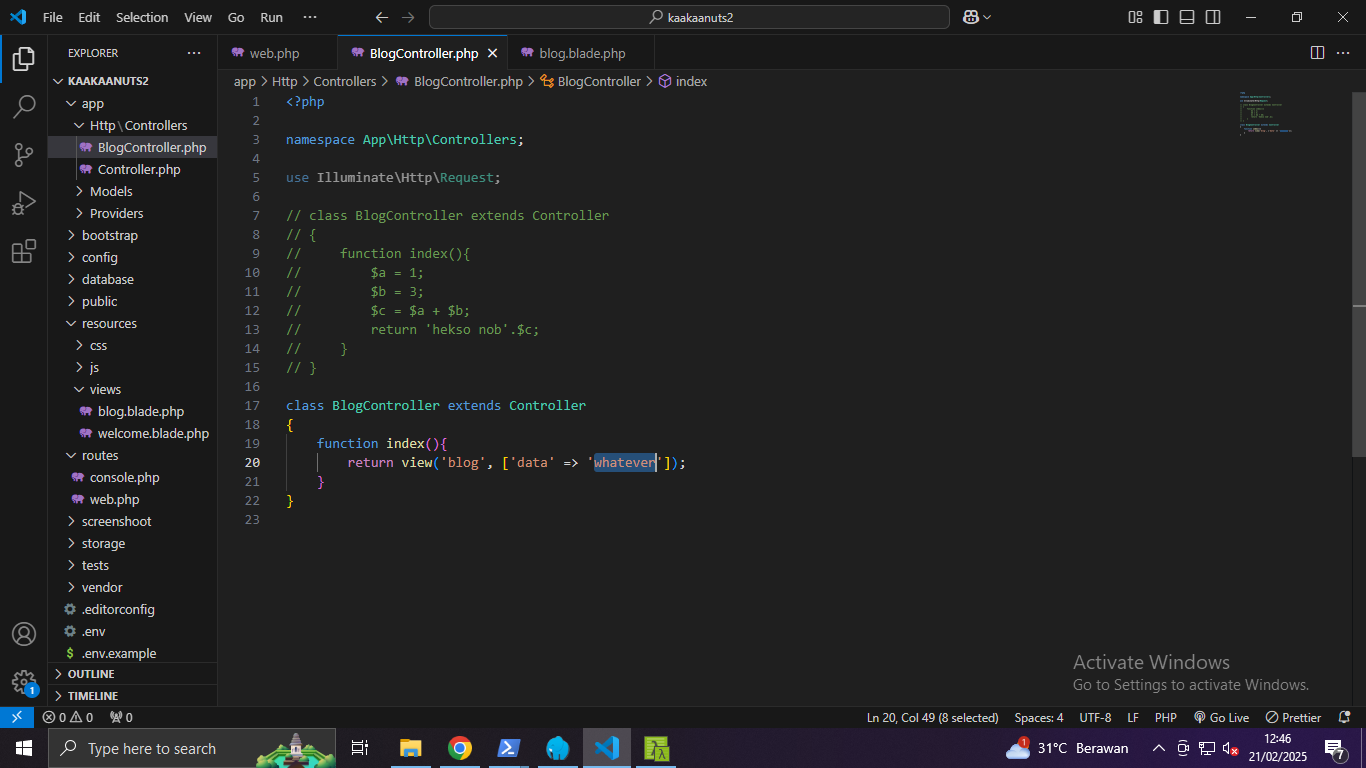 File Edit Selection View Go Run ··· kaakaanuts2
EXPLORER ···
KAAKAANUTS2
app
Http\Controllers
BlogController.php
Controller.php
Models
Providers
bootstrap
config
database
public
resources
css
js
views
blog.blade.php
welcome.blade.php
routes
console.php
web.php
screenshoot
storage
tests
vendor
.editorconfig
.env
$ .env.example
OUTLINE
TIMELINE
1
web.php BlogController.php blog.blade.php
app > Http > Controllers > BlogController.php > BlogController > index
1 <?php
2
3 namespace App\Http\Controllers;
4
5 use Illuminate\Http\Request;
6
7 // class BlogController extends Controller
8 // {
9 //     function index(){
10 //         $a = 1;
11 //         $b = 3;
12 //         $c = $a + $b;
13 //         return 'hekso nob'.$c;
14 //     }
15 // }
16
17 class BlogController extends Controller
18 {
19     function index(){
20         return view('blog', ['data' => 'whatever']);
21     }
22 }
23
Activate Windows
Go to Settings to activate Windows.
0 0 0 Ln 20, Col 49 (8 selected) Spaces: 4 UTF-8 LF PHP Go Live Prettier
Type here to search 1 31°C Berawan 12:46
21/02/2025 7